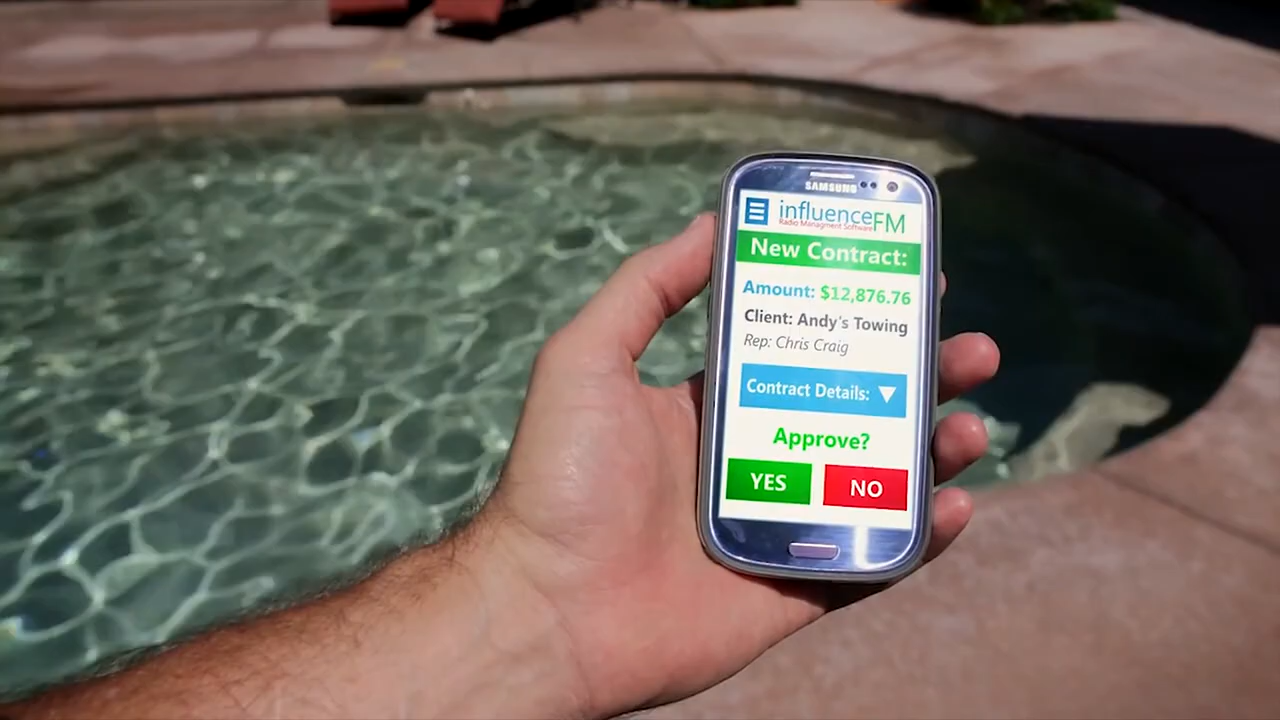 SAMSUNG
influenceFM
Radio Managment Software
New Contract:
Amount: $12,876.76
Client: Andy's Towing
Rep: Chris Craig
Contract Details: ▼
Approve?
YES NO